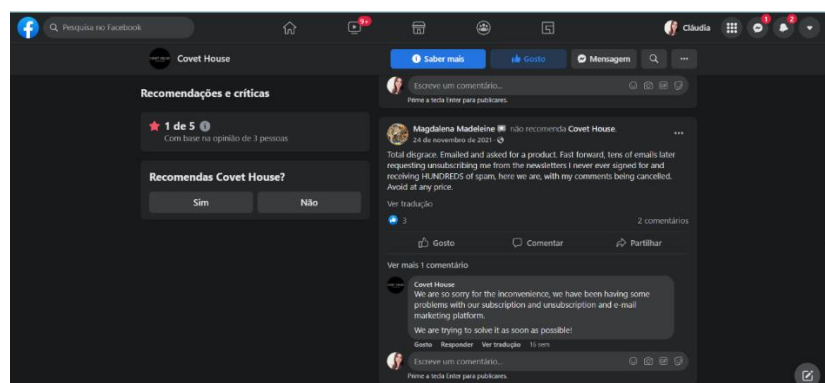 Pesquisa no Facebook
9+
Cláudia
9
2
Covet House
Saber mais
Gosto
Mensagem
Recomendações e críticas
1 de 5
Com base na opinião de 3 pessoas
Recomendas Covet House?
Sim
Não
Escreve um comentário...
Prime a tecla Enter para publicares.
Magdalena Madeleine não recomenda Covet House.
24 de novembro de 2021
Total disgrace. Emailed and asked for a product. Fast forward, tens of emails later
requesting unsubscribing me from the newsletters I never ever signed for and
receiving HUNDREDS of spam, here we are, with my comments being cancelled.
Avoid at any price.
Ver tradução
3
2 comentários
Gosto
Comentar
Partilhar
Ver mais 1 comentário
Covet House
We are so sorry for the inconvenience, we have been having some
problems with our subscription and unsubscription and e-mail
marketing platform.
We are trying to solve it as soon as possible!
Gosto Responder Ver tradução 16 sem
Escreve um comentário...
Prime a tecla Enter para publicares.